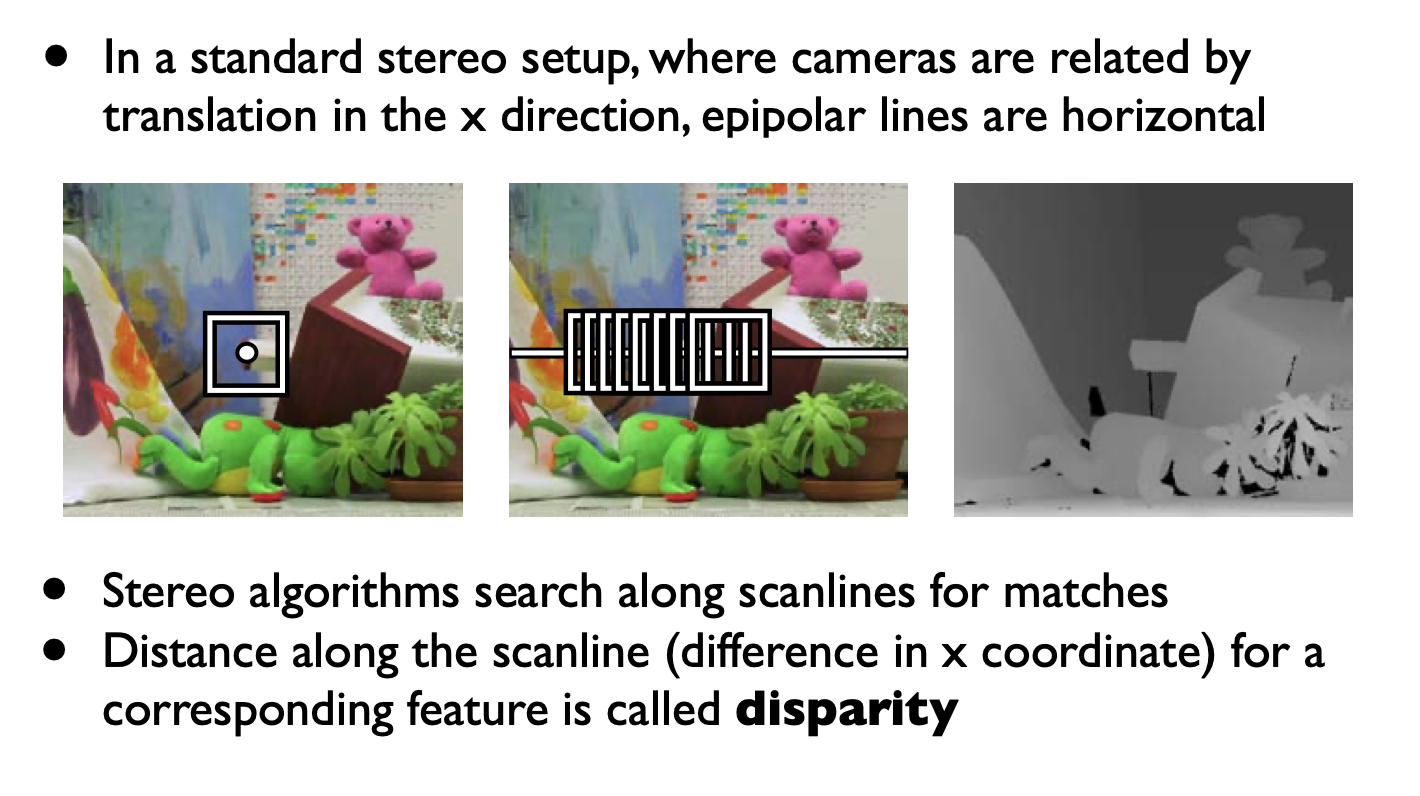 • In a standard stereo setup, where cameras are related by
translation in the x direction, epipolar lines are horizontal
• Stereo algorithms search along scanlines for matches
• Distance along the scanline (difference in x coordinate) for a
corresponding feature is called disparity